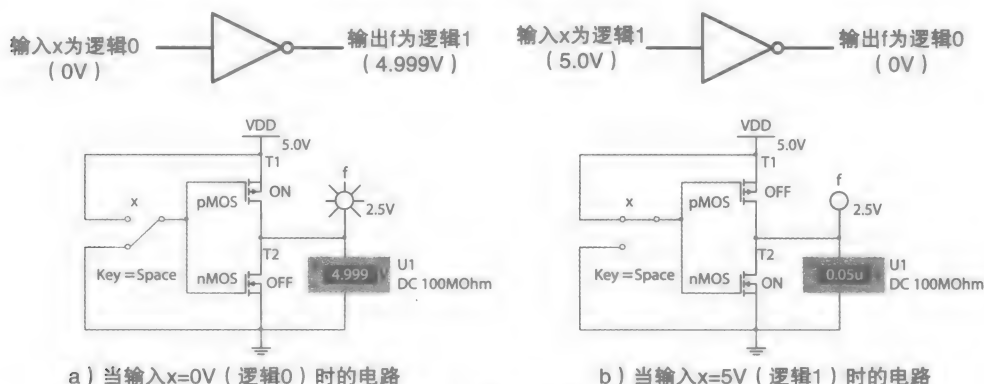 输入x为逻辑0
（0V）
输出f为逻辑1
（4.999V）
输入x为逻辑1
（5.0V）
输出f为逻辑0
（0V）
VDD
5.0V
T1
ON
pMOS
x
f
2.5V
T2
Key=Space
nMOS
OFF
4.999
V
U1
DC 100MOhm
VDD
5.0V
T1
OFF
pMOS
x
f
2.5V
T2
Key=Space
nMOS
ON
0.05u
U1
DC 100MOhm
a）当输入x=0V（逻辑0）时的电路
b）当输入x=5V（逻辑1）时的电路